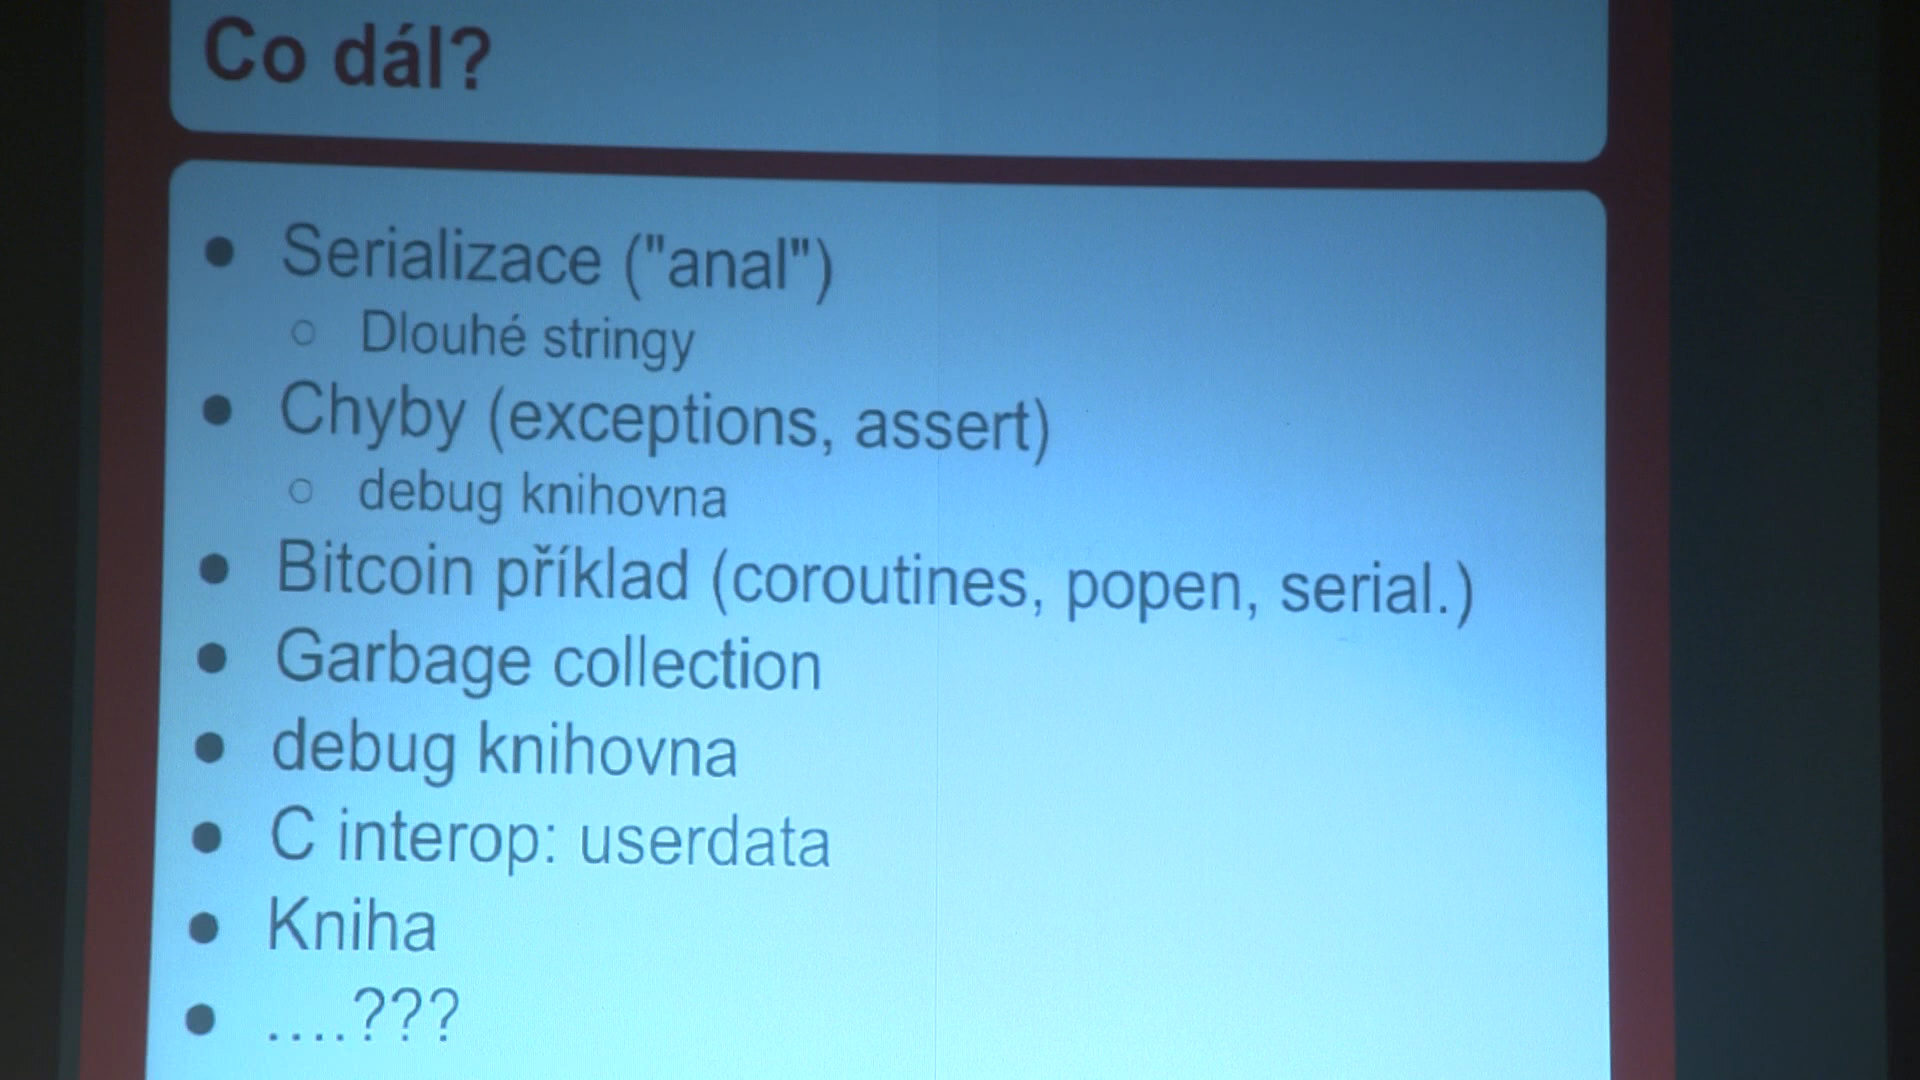 Co dál?
● Serializace ("anal")
○ Dlouhé stringy
● Chyby (exceptions, assert)
○ debug knihovna
● Bitcoin příklad (coroutines, popen, serial.)
● Garbage collection
● debug knihovna
● C interop: userdata
● Kniha
● ....???